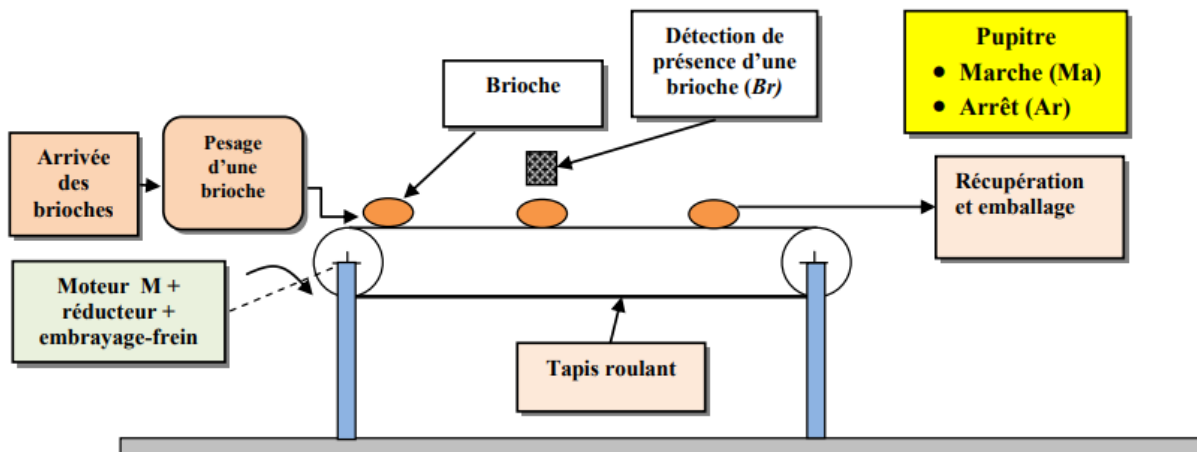 Détection de
présence d'une
brioche (Br)
Pupitre
• Marche (Ma)
• Arrêt (Ar)
Brioche
Arrivée
des
brioches
Pesage
d'une
brioche
Récupération
et emballage
Moteur M +
réducteur +
embrayage-frein
Tapis roulant